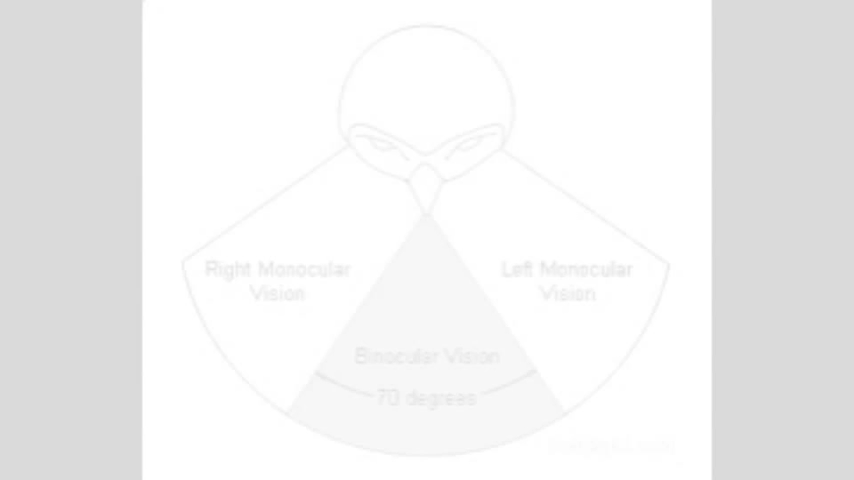 Right Monocular
Vision
Left Monocular
Vision
Binocular Vision
70 degrees